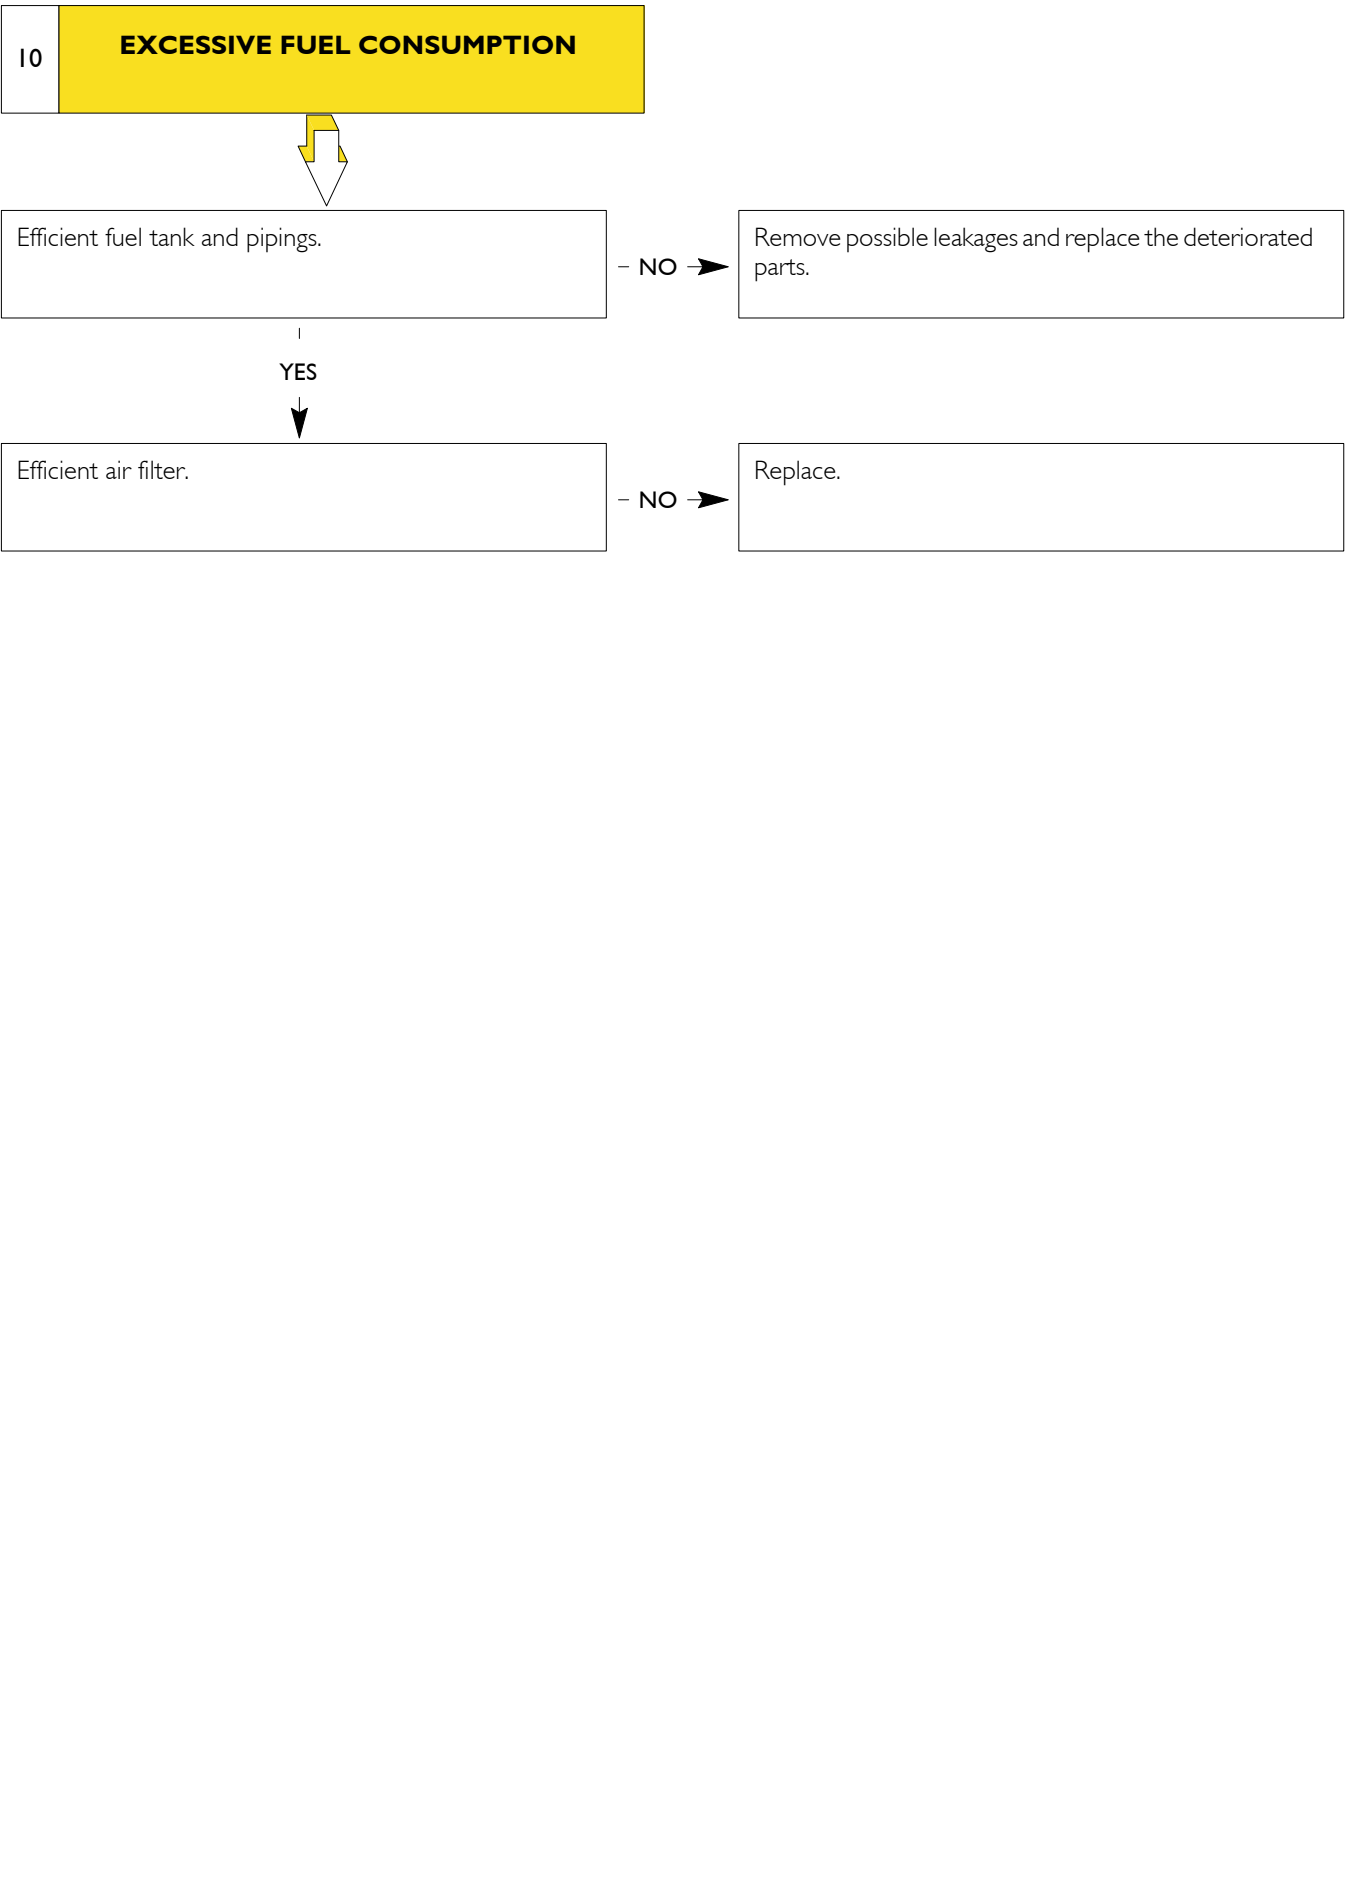 10
EXCESSIVE FUEL CONSUMPTION
Efficient fuel tank and pipings.
NO
Remove possible leakages and replace the deteriorated
parts.
YES
Efficient air filter.
NO
Replace.